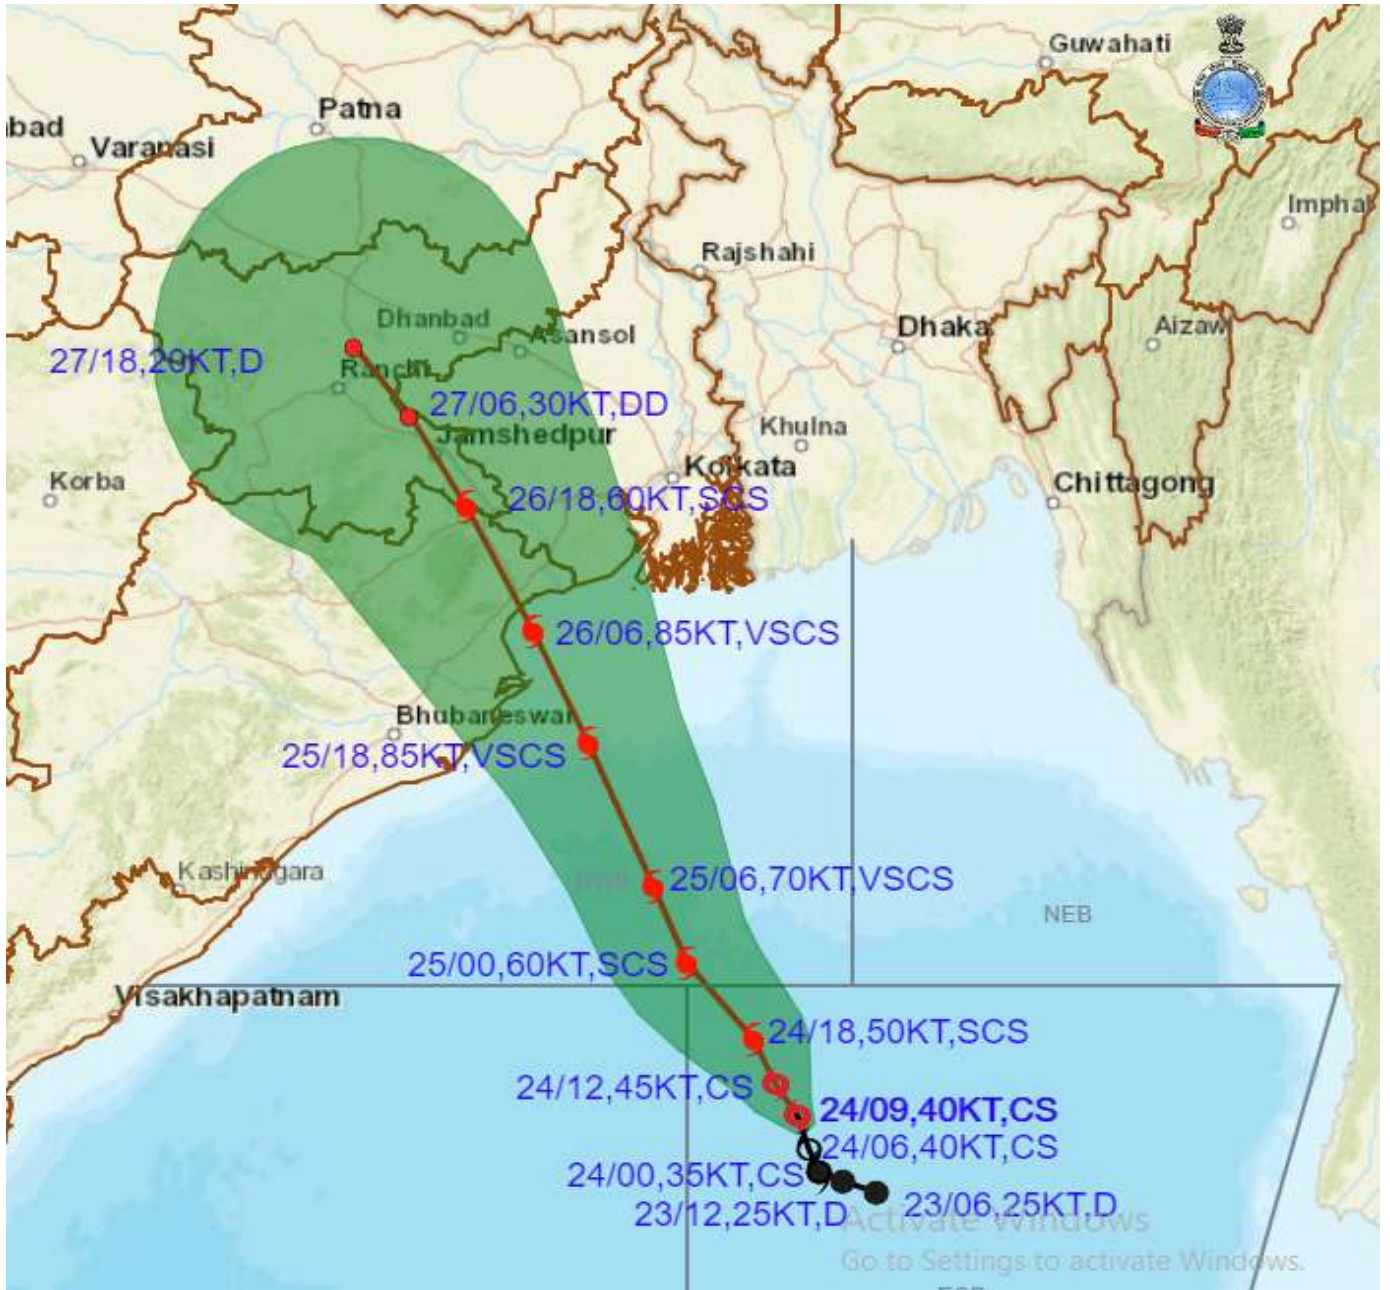 Guwahati
Patna
bad
Varanasi
Imphal
Rajshahi
Dhanbad
Asansol
Dhaka
Aizaw
27/18,20KT,D
Ranchi
27/06,30KT,DD
Jamshedpur
Khulna
Kolkata
Korba
26/18,60KT,SCS
Chittagong
26/06,85KT,VSCS
Bhubaneswar
25/18,85KT,VSCS
Kashinagara
25/06,70KT,VSCS
NEB
25/00,60KT,SCS
Visakhapatnam
24/18,50KT,SCS
24/12,45KT,CS
24/09,40KT,CS
24/06,40KT,CS
24/00,35KT,CS
23/06,25KT,D
23/12,25KT,D
Activate Windows
Go to Settings to activate Windows.